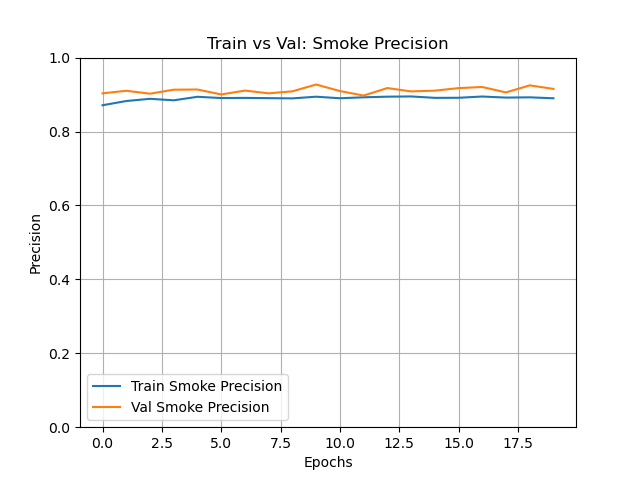 Train vs Val: Smoke Precision
1.0
0.8
0.6
0.4
0.2
0.0
Precision
Train Smoke Precision
Val Smoke Precision
0.0 2.5 5.0 7.5 10.0 12.5 15.0 17.5
Epochs